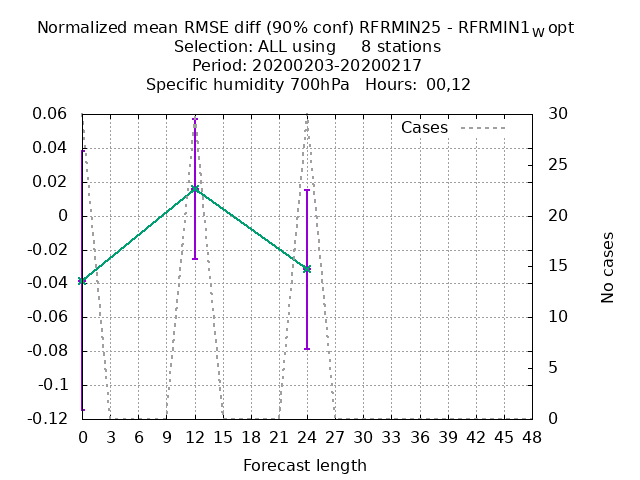 Normalized mean RMSE diff (90% conf) RFRMIN25 - RFRMIN1W opt
Selection: ALL using 8 stations
Period: 20200203-20200217
Specific humidity 700hPa Hours: 00,12
Cases
0.06
0.04
0.02
0
-0.02
-0.04
-0.06
-0.08
-0.1
-0.12
30
25
20
15
10
5
0
No cases
0 3 6 9 12 15 18 21 24 27 30 33 36 39 42 45 48
Forecast length